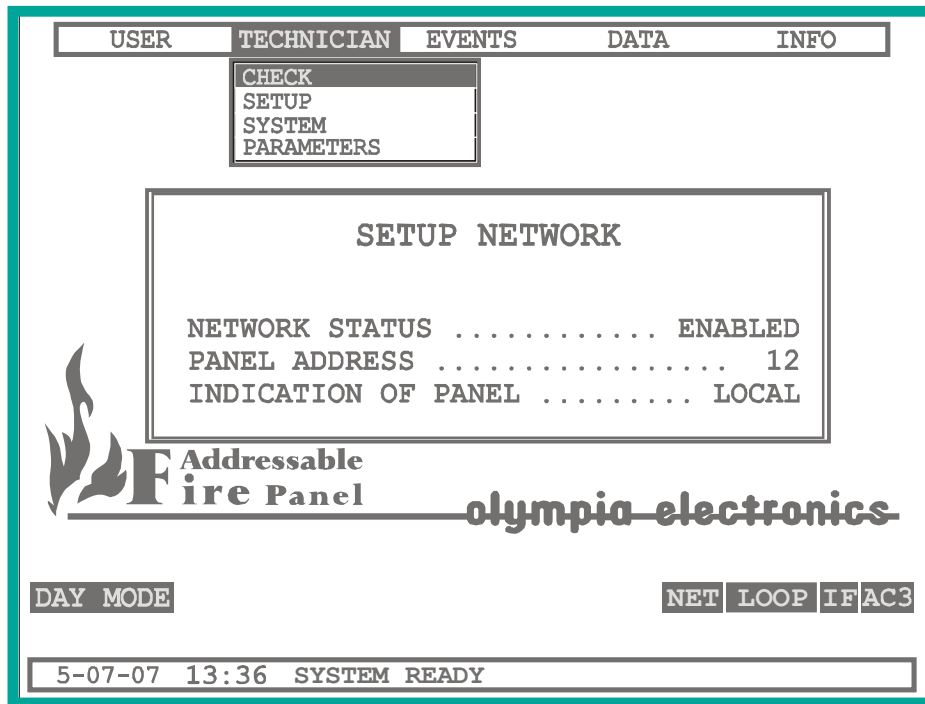 USER TECHNICIAN EVENTS DATA INFO
CHECK
SETUP
SYSTEM
PARAMETERS
SETUP NETWORK
NETWORK STATUS ............ ENABLED
PANEL ADDRESS ................. 12
INDICATION OF PANEL ......... LOCAL
Addressable
Fire Panel
olympia electronics
DAY MODE NET LOOP IF AC3
5-07-07 13:36 SYSTEM READY